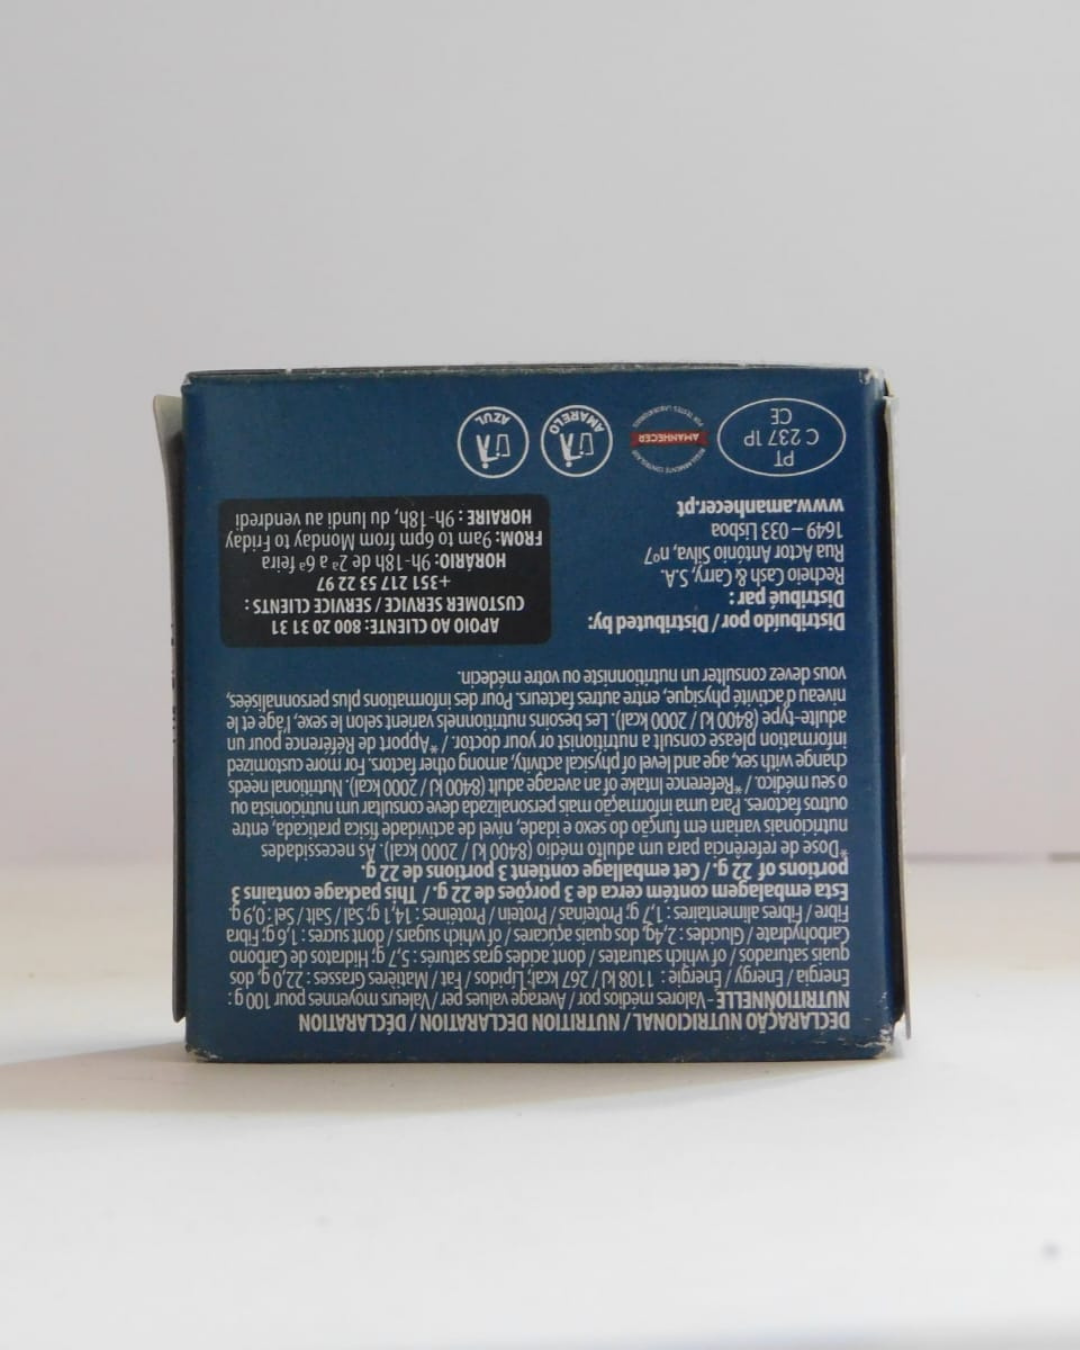 DECLARAÇÃO NUTRICIONAL / NUTRITION DECLARATION / DÉCLARATION
NUTRITIONNELLE - Valores médios por / Average values per / Valeurs moyennes pour 100 g :
Energia / Energy / Énergie : 1108 kJ / 267 kcal; Lípidos / Fat / Matières Grasses : 22,0 g, dos
quais saturados / of which saturates / dont acides gras saturés : 5,7 g; Hidratos de Carbono
Carbohydrate / Glucides : 2,4g, dos quais açúcares / of which sugars / dont sucres : 1,6 g; Fibra
Fibre / Fibres alimentaires : 1,7 g; Proteínas / Protein / Protéines : 14,1 g; Sal / Salt / Sel : 0,9 g
Esta embalagem contém cerca de 3 porções de 22 g. / This package contains 3
portions of 22 g. / Cet emballage contient 3 portions de 22 g.
*Dose de referência para um adulto médio (8400 kJ / 2000 kcal). As necessidades
nutricionais variam em função do sexo e idade, nível de actividade física praticada, entre
outros factores. Para uma informação mais personalizada deve consultar um nutricionista ou
o seu médico. / *Reference Intake of an average adult (8400 kJ / 2000 kcal). Nutritional needs
change with sex, age and level of physical activity, among other factors. For more customized
information please consult a nutritionist or your doctor. / *Apport de Référence pour un
adulte-type (8400 kJ / 2000 kcal). Les besoins nutritionnels varient selon le sexe, l'âge et le
niveau d'activité physique, entre autres facteurs. Pour des informations plus personnalisées,
vous devez consulter un nutritionniste ou votre médecin.
Distribuído por / Distributed by:
Distribué par :
Recheio Cash & Carry, S.A.
Rua Actor António Silva, nº7
1649 – 033 Lisboa
www.amanhecer.pt
APOIO AO CLIENTE: 800 20 31 31
CUSTOMER SERVICE / SERVICE CLIENTS :
+351 217 53 22 97
HORÁRIO: 9h-18h de 2ª a 6ª feira
FROM: 9am to 6pm from Monday to Friday
HORAIRE : 9h-18h, du lundi au vendredi
PT
C 237 1P
CE
AMANHECER
AMARELO
AZUL